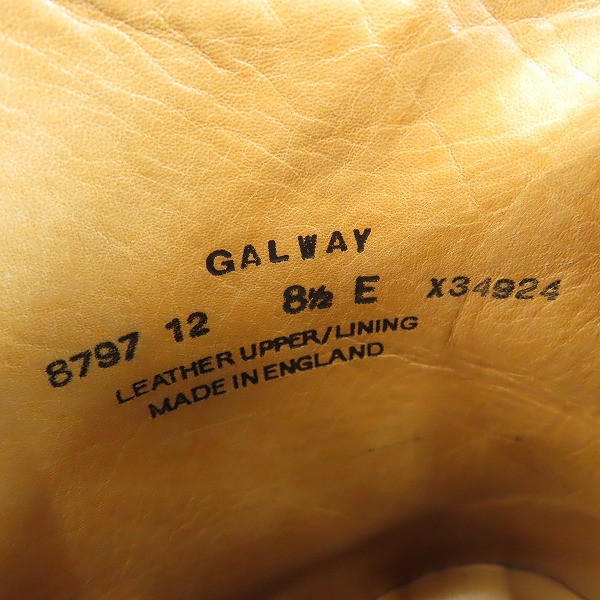 GALWAY
8797 12 8½ E X34924
LEATHER UPPER/LINING
MADE IN ENGLAND